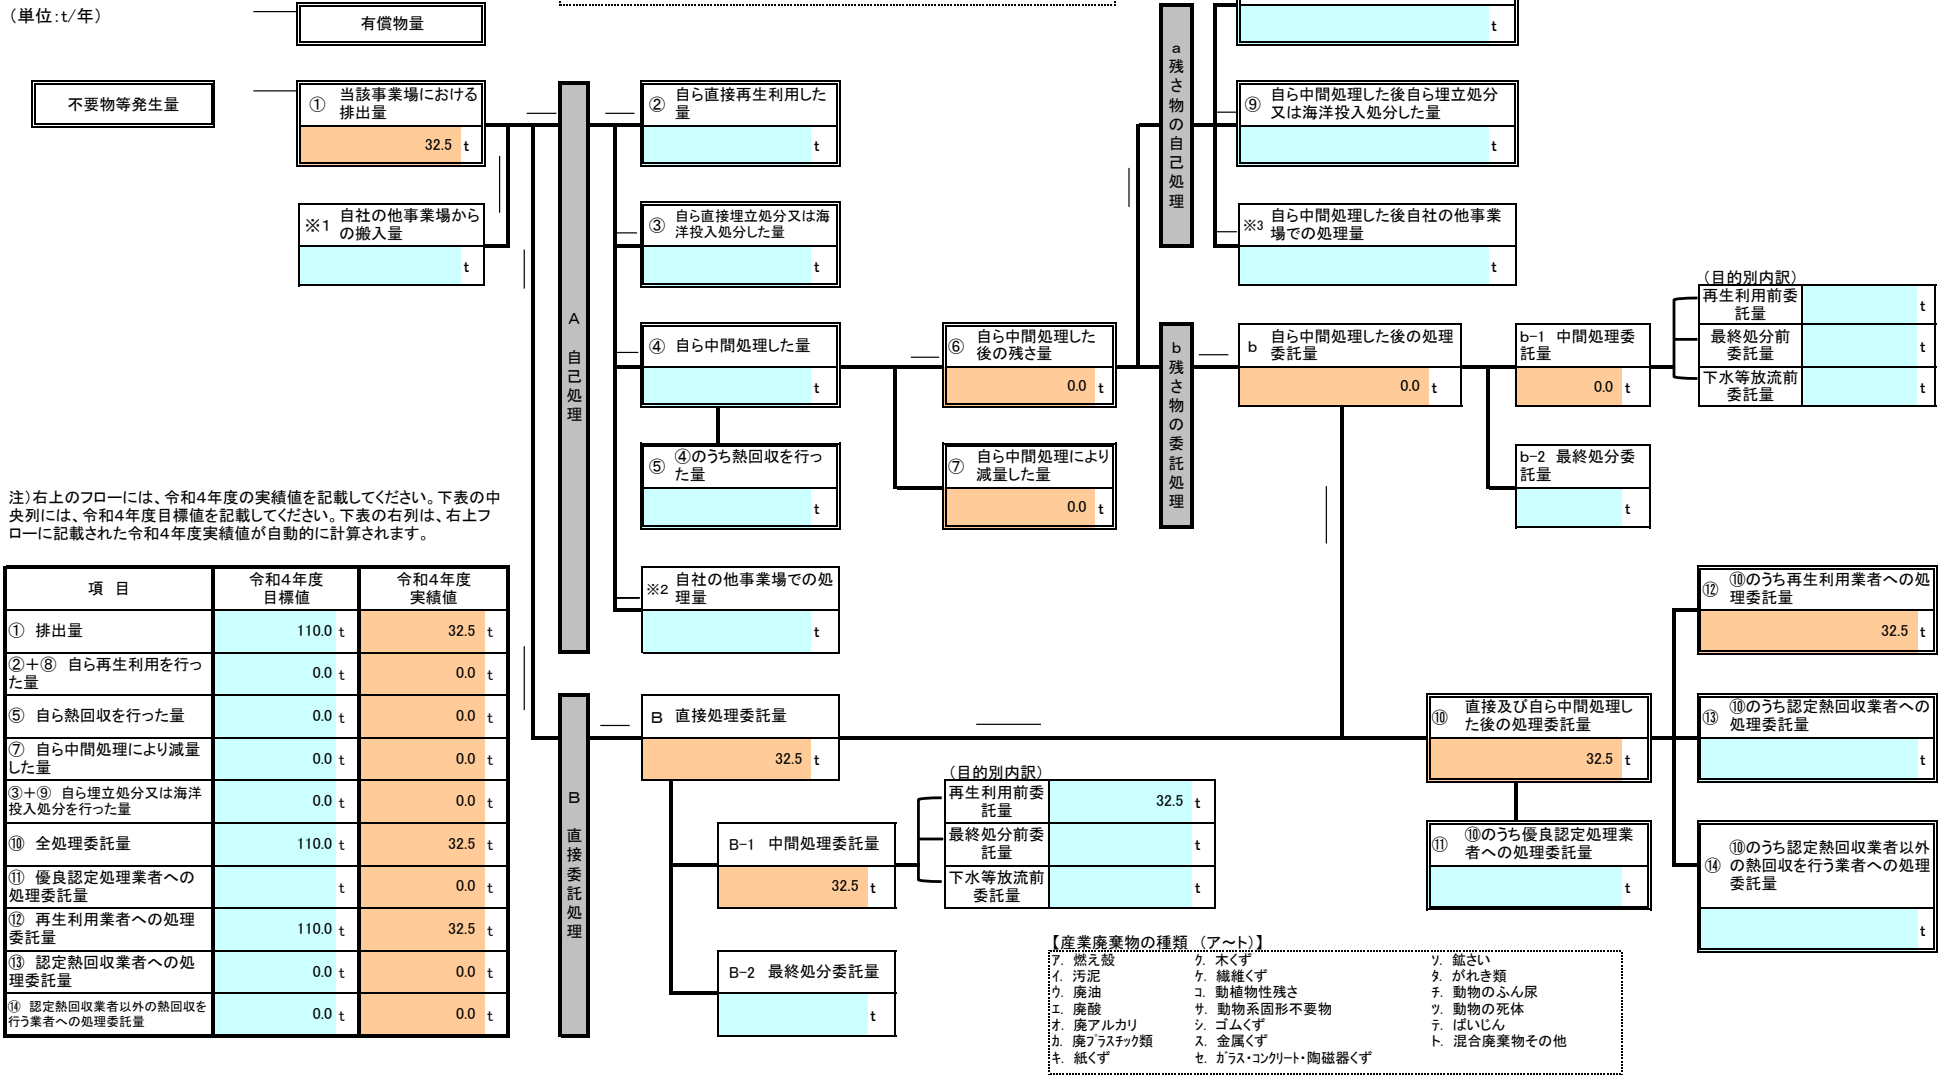 （単位：t/年）
有償物量
t
不要物等発生量
① 当該事業場における
排出量
32.5 t
※1 自社の他事業場から
の搬入量
t
A 自己処理
② 自ら直接再生利用した
量
t
③ 自ら直接埋立処分又は海
洋投入処分した量
t
④ 自ら中間処理した量
t
⑤ ④のうち熱回収を行っ
た量
t
※2 自社の他事業場での処
理量
t
⑥ 自ら中間処理した
後の残さ量
0.0 t
⑦ 自ら中間処理により
減量した量
0.0 t
a 残さ物の自己処理
⑨ 自ら中間処理した後自ら埋立処分
又は海洋投入処分した量
t
※3 自ら中間処理した後自社の他事業
場での処理量
t
b 残さ物の委託処理
b 自ら中間処理した後の処理
委託量
0.0 t
b-1 中間処理委
託量
0.0 t
b-2 最終処分委
託量
t
（目的別内訳）
再生利用前委
託量
t
最終処分前
委託量
t
下水等放流前
委託量
t
注）右上のフローには、令和4年度の実績値を記載してください。下表の中
央列には、令和4年度目標値を記載してください。下表の右列は、右上フ
ローに記載された令和4年度実績値が自動的に計算されます。
項 目 令和4年度
目標値 令和4年度
実績値
① 排出量 110.0 t 32.5 t
②＋⑧ 自ら再生利用を行っ
た量 0.0 t 0.0 t
⑤ 自ら熱回収を行った量 0.0 t 0.0 t
⑦ 自ら中間処理により減量
した量 0.0 t 0.0 t
③＋⑨ 自ら埋立処分又は海洋
投入処分を行った量 0.0 t 0.0 t
⑩ 全処理委託量 110.0 t 32.5 t
⑪ 優良認定処理業者への
処理委託量 t 0.0 t
⑫ 再生利用業者への処理
委託量 110.0 t 32.5 t
⑬ 認定熱回収業者への処
理委託量 0.0 t 0.0 t
⑭ 認定熱回収業者以外の熱回収を
行う業者への処理委託量 0.0 t 0.0 t
B 直接委託処理
B 直接処理委託量
32.5 t
B-1 中間処理委託量
32.5 t
B-2 最終処分委託量
t
（目的別内訳）
再生利用前委
託量
32.5 t
最終処分前委
託量
t
下水等放流前
委託量
t
⑩ 直接及び自ら中間処理し
た後の処理委託量
32.5 t
⑪ ⑩のうち優良認定処理業
者への処理委託量
t
⑫ ⑩のうち再生利用業者への処
理委託量
32.5 t
⑬ ⑩のうち認定熱回収業者への
処理委託量
t
⑭ ⑩のうち認定熱回収業者以外
の熱回収を行う業者への処理
委託量
t
【産業廃棄物の種類 （ア～ト）】
ア. 燃え殻 ク. 木くず ソ. 鉱さい
イ. 汚泥 ケ. 繊維くず タ. がれき類
ウ. 廃油 コ. 動植物性残さ チ. 動物のふん尿
エ. 廃酸 サ. 動物系固形不要物 ツ. 動物の死体
オ. 廃アルカリ シ. ゴムくず テ. ばいじん
カ. 廃プラスチック類 ス. 金属くず ト. 混合廃棄物その他
キ. 紙くず セ. ガラス・コンクリート・陶磁器くず